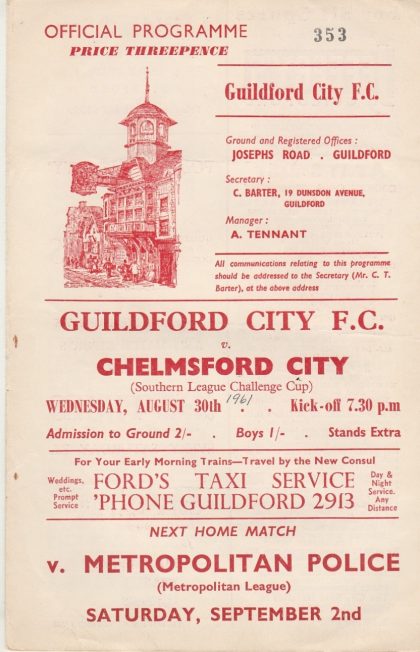 OFFICIAL PROGRAMME
PRICE THREEPENCE
353
Guildford City F.C.
Ground and Registered Offices :
JOSEPHS ROAD . GUILDFORD
Secretary :
C. BARTER, 19 DUNSDON AVENUE,
GUILDFORD
Manager :
A. TENNANT
All communications relating to this programme
should be addressed to the Secretary (Mr. C. T.
Barter), at the above address
GUILDFORD CITY F.C.
v.
CHELMSFORD CITY
(Southern League Challenge Cup)
WEDNESDAY, AUGUST 30th 1961 . . Kick-off 7.30 p.m
Admission to Ground 2/- . Boys 1/- . Stands Extra
For Your Early Morning Trains—Travel by the New Consul
Weddings,
etc.
Prompt
Service
FORD'S TAXI SERVICE
'PHONE GUILDFORD 2913
Day &
Night
Service.
Any
Distance
NEXT HOME MATCH
v. METROPOLITAN POLICE
(Metropolitan League)
SATURDAY, SEPTEMBER 2nd